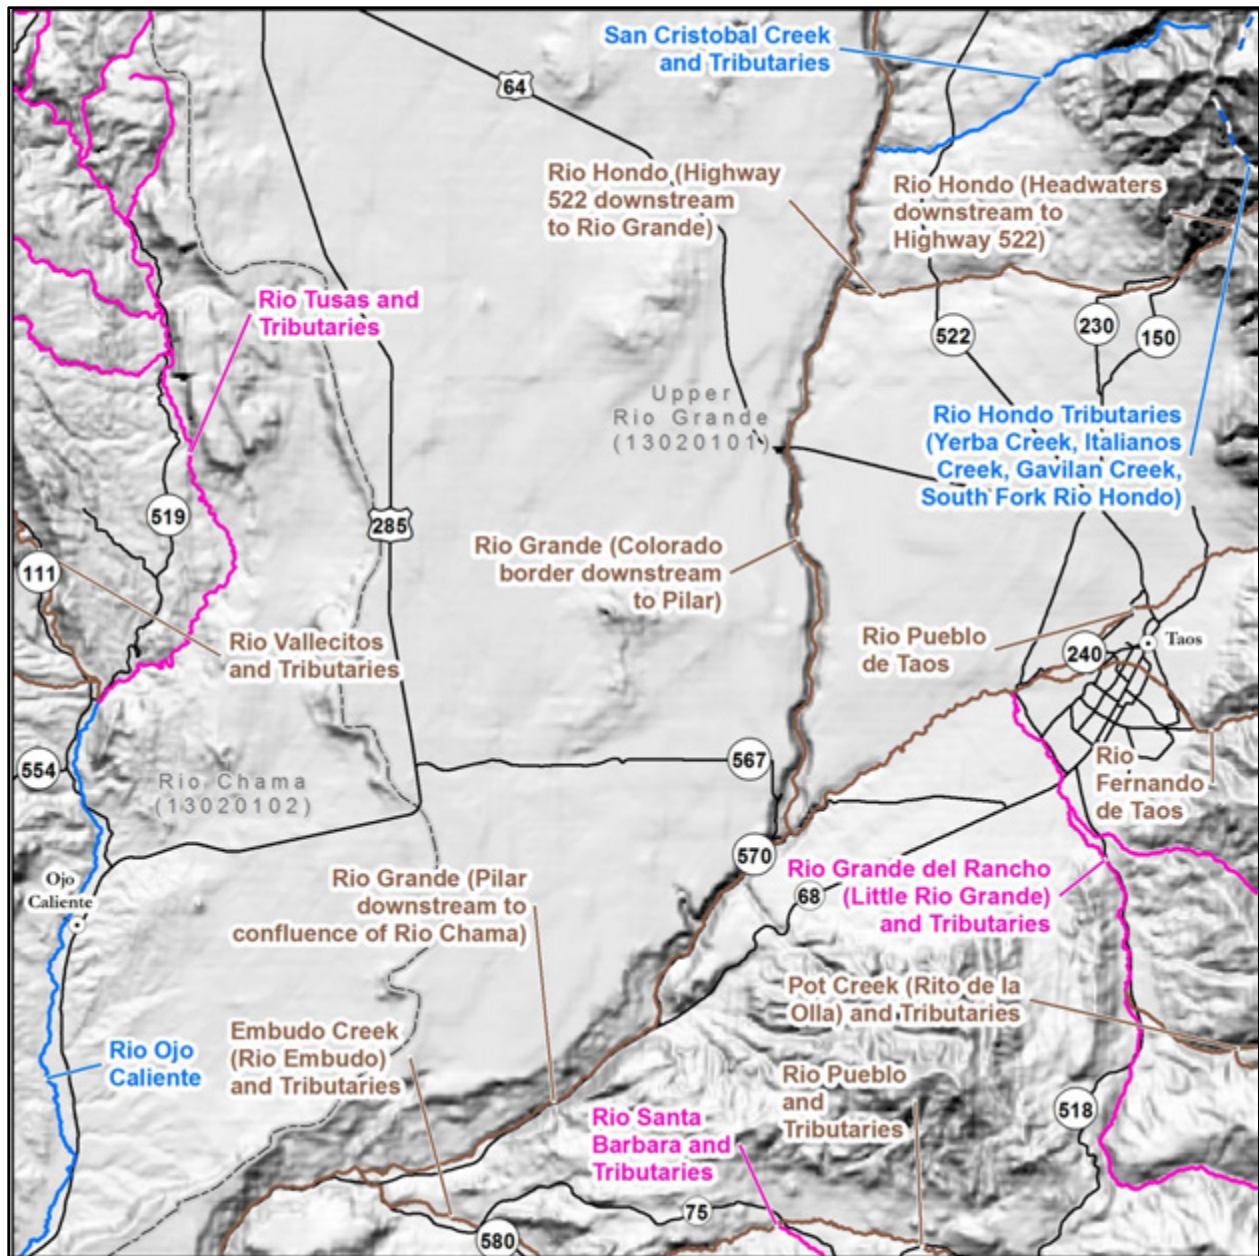 San Cristobal Creek
and Tributaries
64
Rio Hondo (Highway
522 downstream
to Rio Grande)
Rio Hondo (Headwaters
downstream to
Highway 522)
Rio Tusas and
Tributaries
522
230
150
Upper
Rio Grande
(13020101)
Rio Hondo Tributaries
(Yerba Creek, Italianos
Creek, Gavilan Creek,
South Fork Rio Hondo)
519
285
111
Rio Grande (Colorado
border downstream
to Pilar)
Rio Vallecitos
and Tributaries
Rio Pueblo
de Taos
240
Taos
554
Rio Chama
(13020102)
567
Rio
Fernando
de Taos
570
Ojo
Caliente
Rio Grande (Pilar
downstream to
confluence of Rio Chama)
68
Rio Grande del Rancho
(Little Rio Grande)
and Tributaries
Pot Creek (Rito de la
Olla) and Tributaries
Rio Ojo
Caliente
Embudo Creek
(Rio Embudo)
and Tributaries
Rio Pueblo
and
Tributaries
518
Rio Santa
Barbara and
Tributaries
75
580